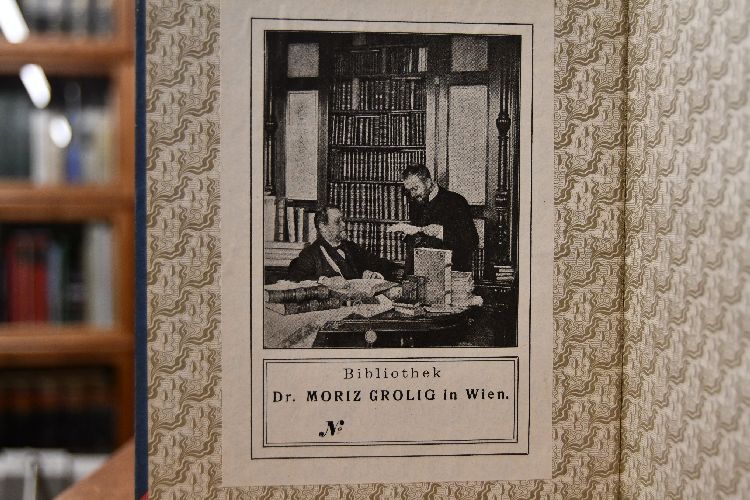 Bibliothek
Dr. MORIZ GROLIG in Wien.
No